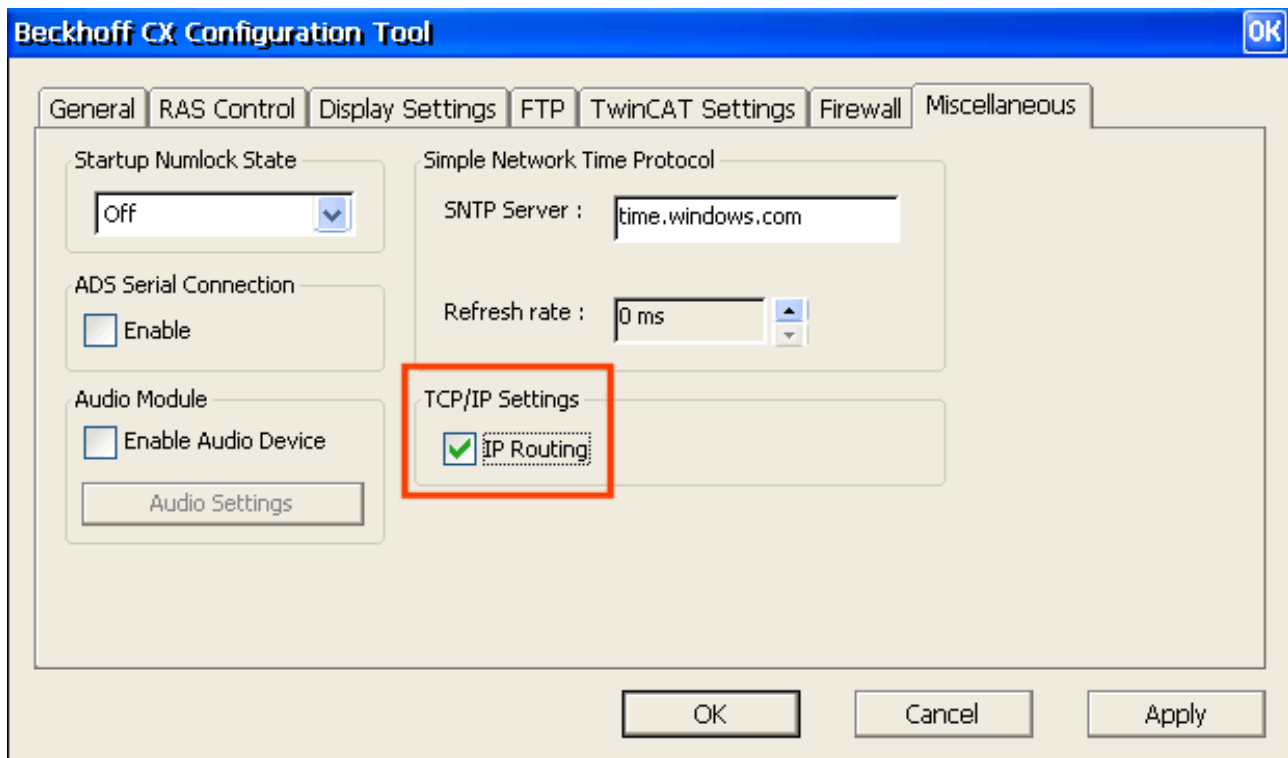 Beckhoff CX Configuration Tool OK
General RAS Control Display Settings FTP TwinCAT Settings Firewall Miscellaneous
Startup Numlock State
Off
ADS Serial Connection
Enable
Audio Module
Enable Audio Device
Audio Settings
Simple Network Time Protocol
SNTP Server : time.windows.com
Refresh rate : 0 ms
TCP/IP Settings
IP Routing
OK Cancel Apply